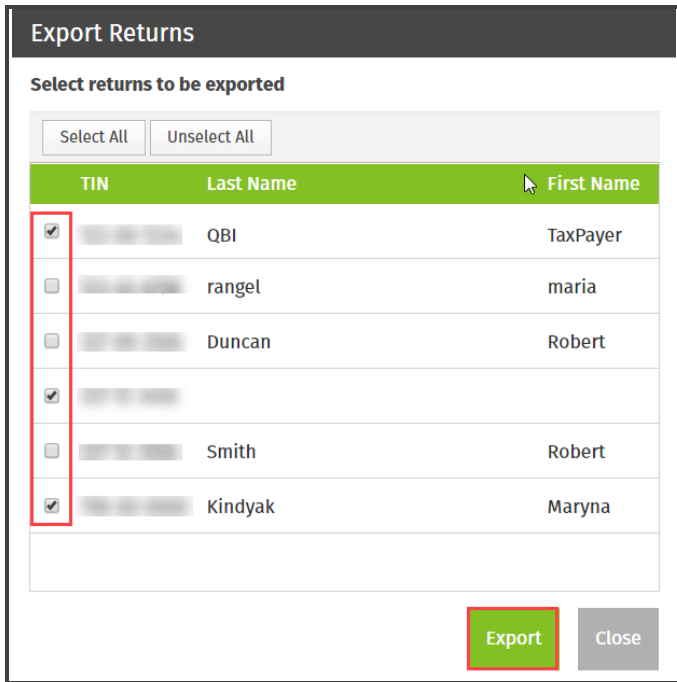 Export Returns
Select returns to be exported
Select All Unselect All
TIN Last Name First Name
QBI TaxPayer
rangel maria
Duncan Robert
Smith Robert
Kindyak Maryna
Export Close